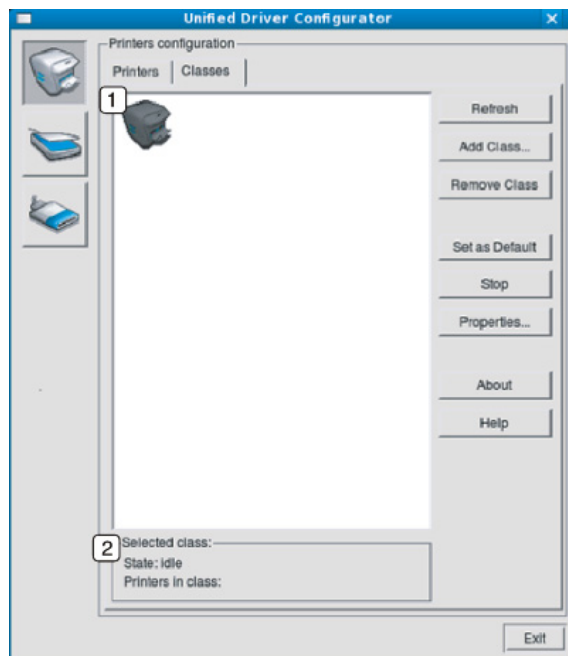 Unified Driver Configurator
Printers configuration
Printers Classes
1
Refresh
Add Class...
Remove Class
Set as Default
Stop
Properties...
About
Help
2
Selected class:
State: idle
Printers in class:
Exit